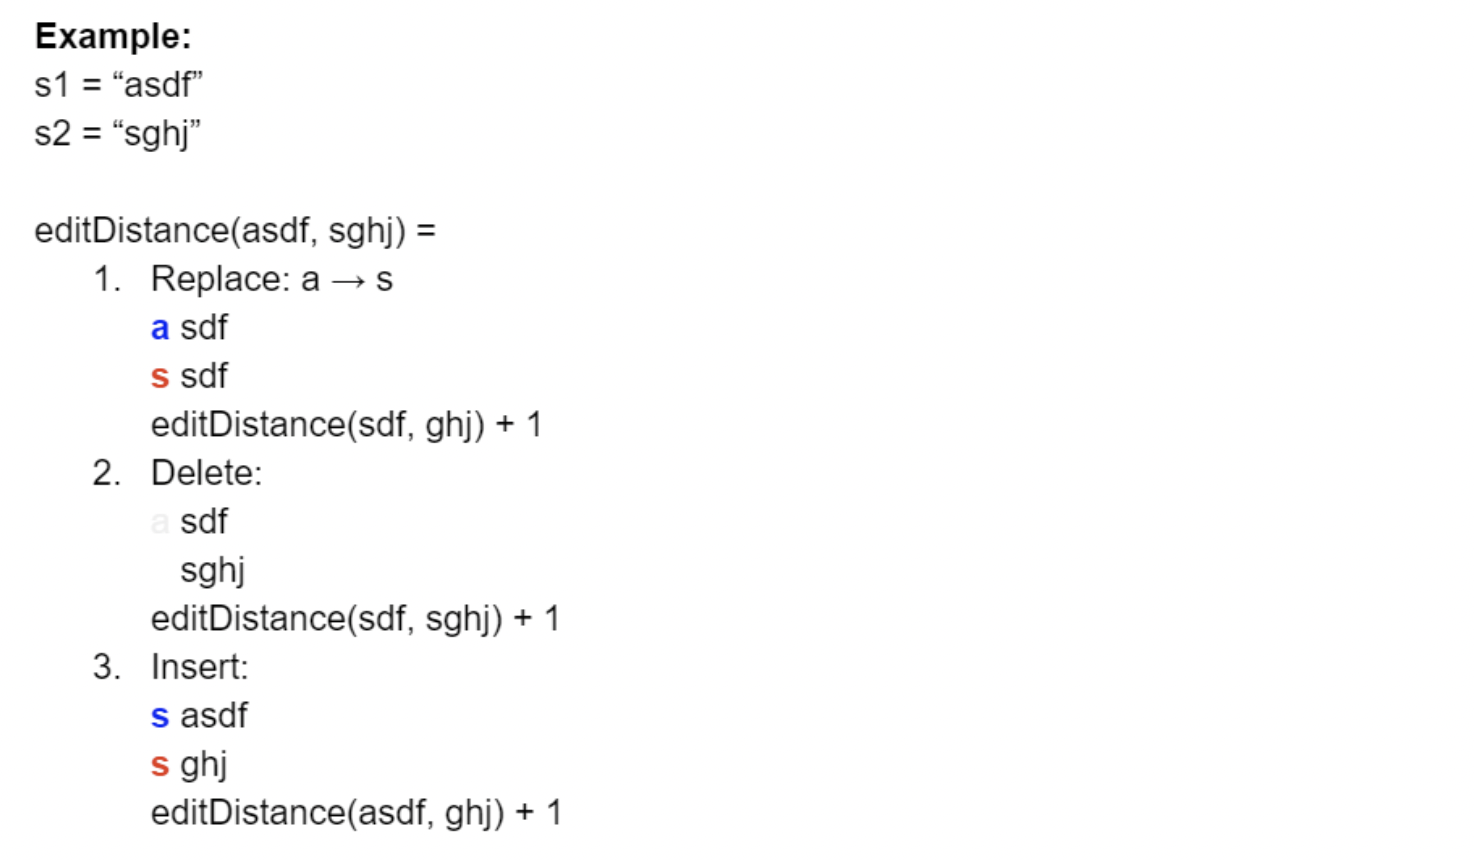 Example:
s1 = “asdf”
s2 = “sghj”
editDistance(asdf, sghj) =
1. Replace: a → s
a sdf
s sdf
editDistance(sdf, ghj) + 1
2. Delete:
a sdf
sghj
editDistance(sdf, sghj) + 1
3. Insert:
s asdf
s ghj
editDistance(asdf, ghj) + 1